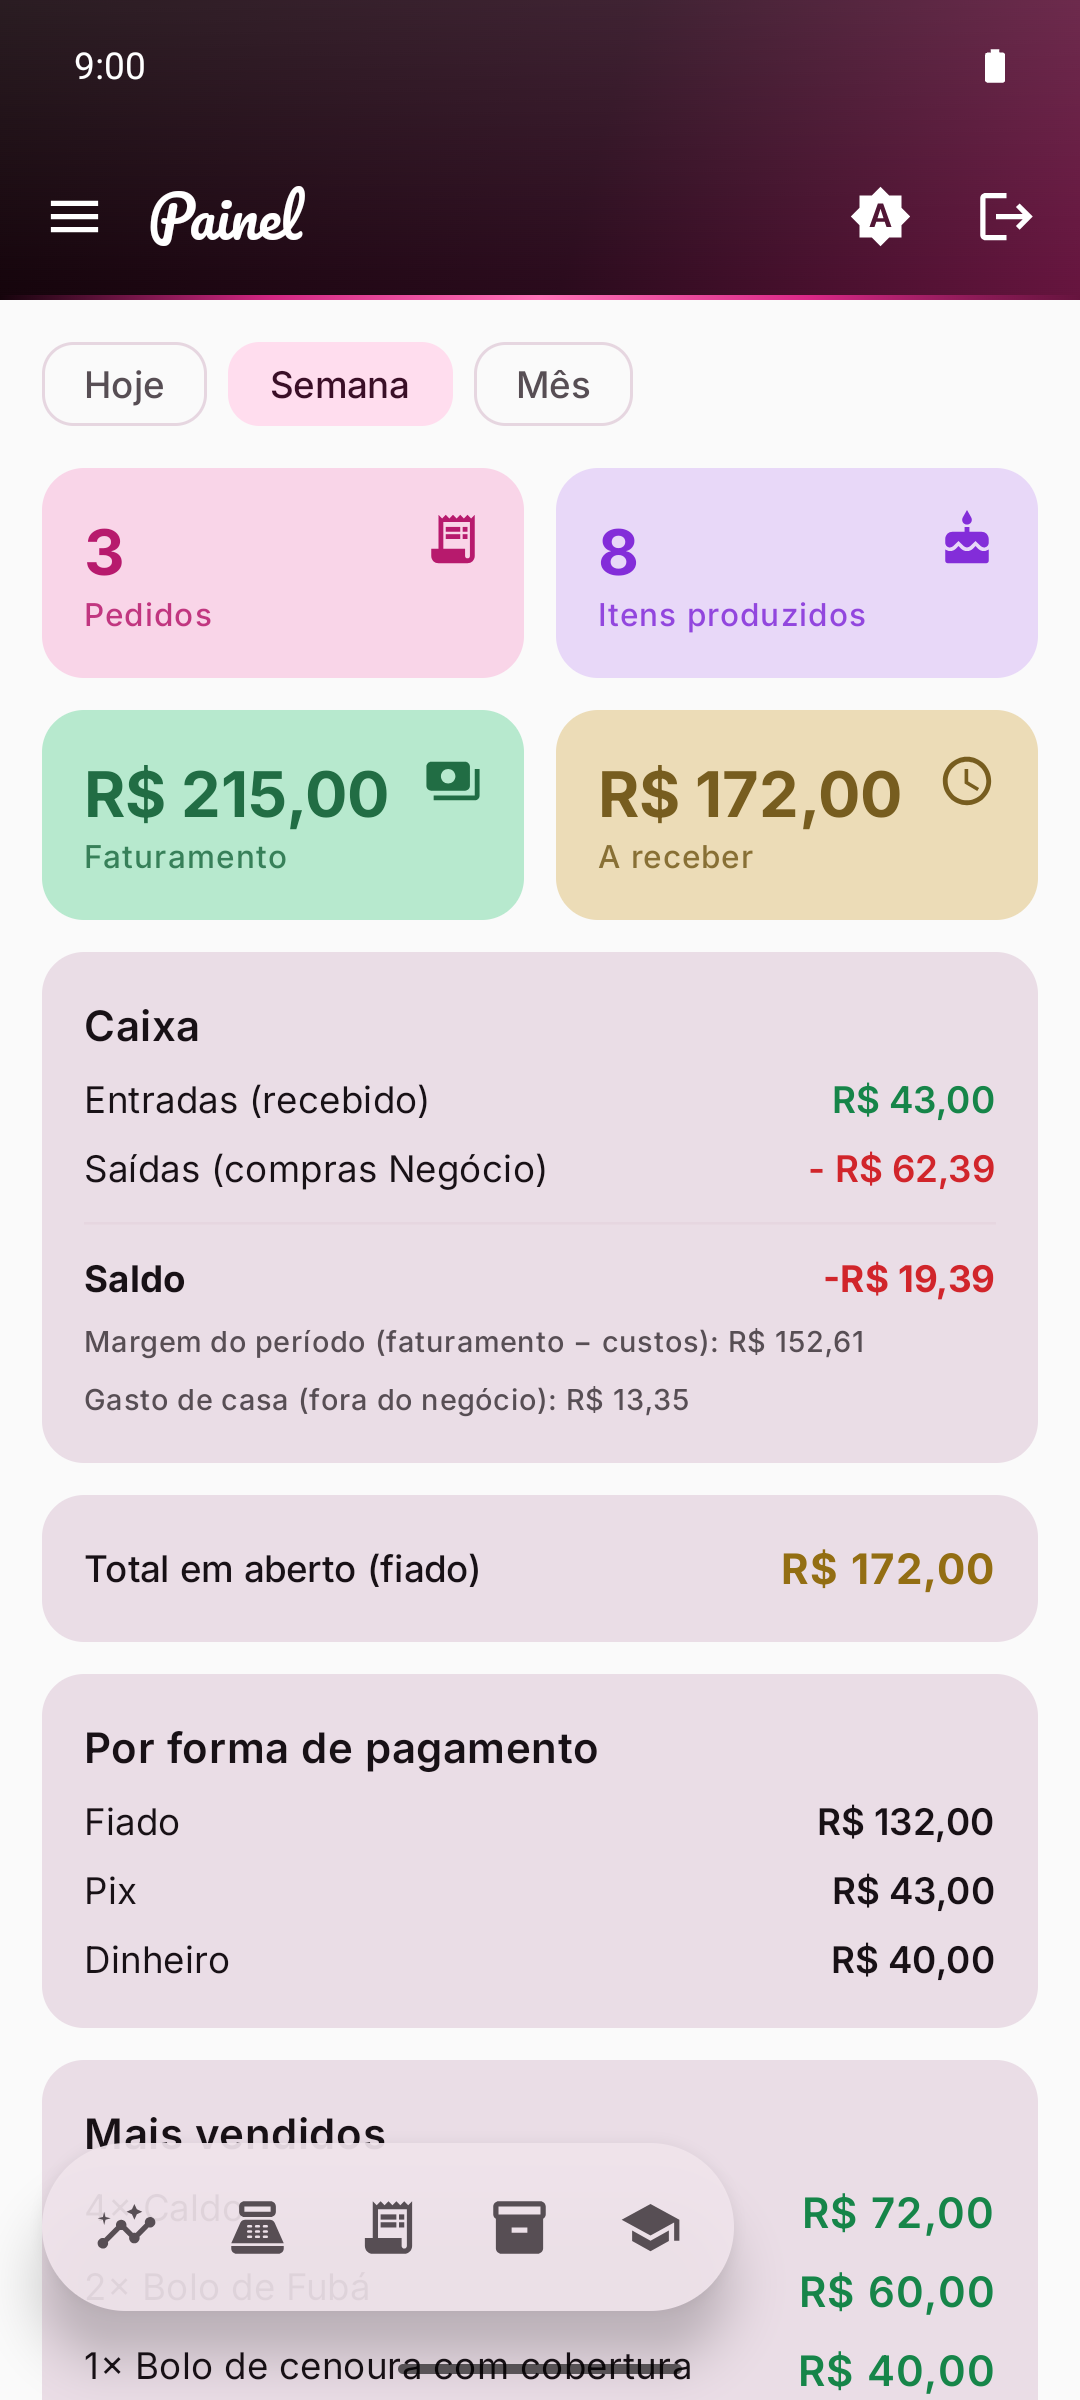 9:00
Painel
A
Hoje
Semana
Mês
3
Pedidos
8
Itens produzidos
R$ 215,00
Faturamento
R$ 172,00
A receber
Caixa
Entradas (recebido) R$ 43,00
Saídas (compras Negócio) - R$ 62,39
Saldo -R$ 19,39
Margem do período (faturamento – custos): R$ 152,61
Gasto de casa (fora do negócio): R$ 13,35
Total em aberto (fiado) R$ 172,00
Por forma de pagamento
Fiado R$ 132,00
Pix R$ 43,00
Dinheiro R$ 40,00
Mais vendidos
4× Caldo R$ 72,00
2× Bolo de Fubá R$ 60,00
1× Bolo de cenoura com cobertura R$ 40,00